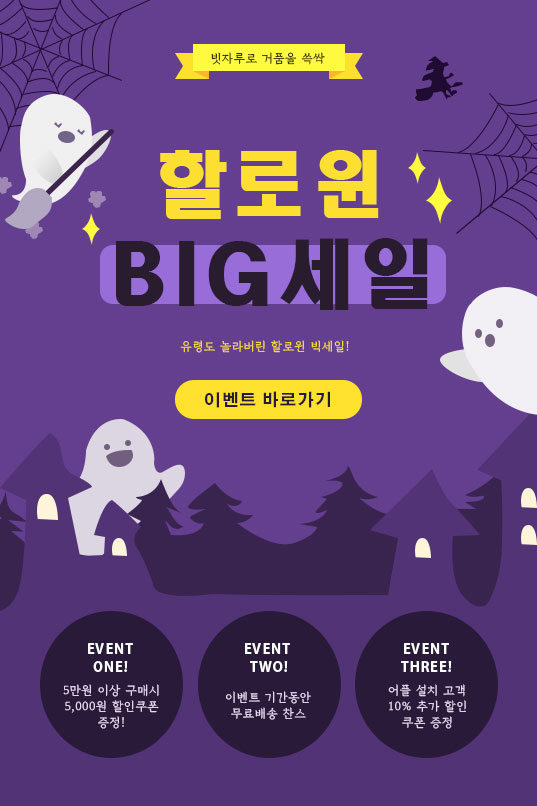 빗자루로 거품을 쓱싹
할로윈
BIG세일
유령도 놀라버린 할로윈 빅세일!
이벤트 바로가기
EVENT
ONE!
5만원 이상 구매시
5,000원 할인쿠폰
증정!
EVENT
TWO!
이벤트 기간동안
무료배송 찬스
EVENT
THREE!
어플 설치 고객
10% 추가 할인
쿠폰 증정